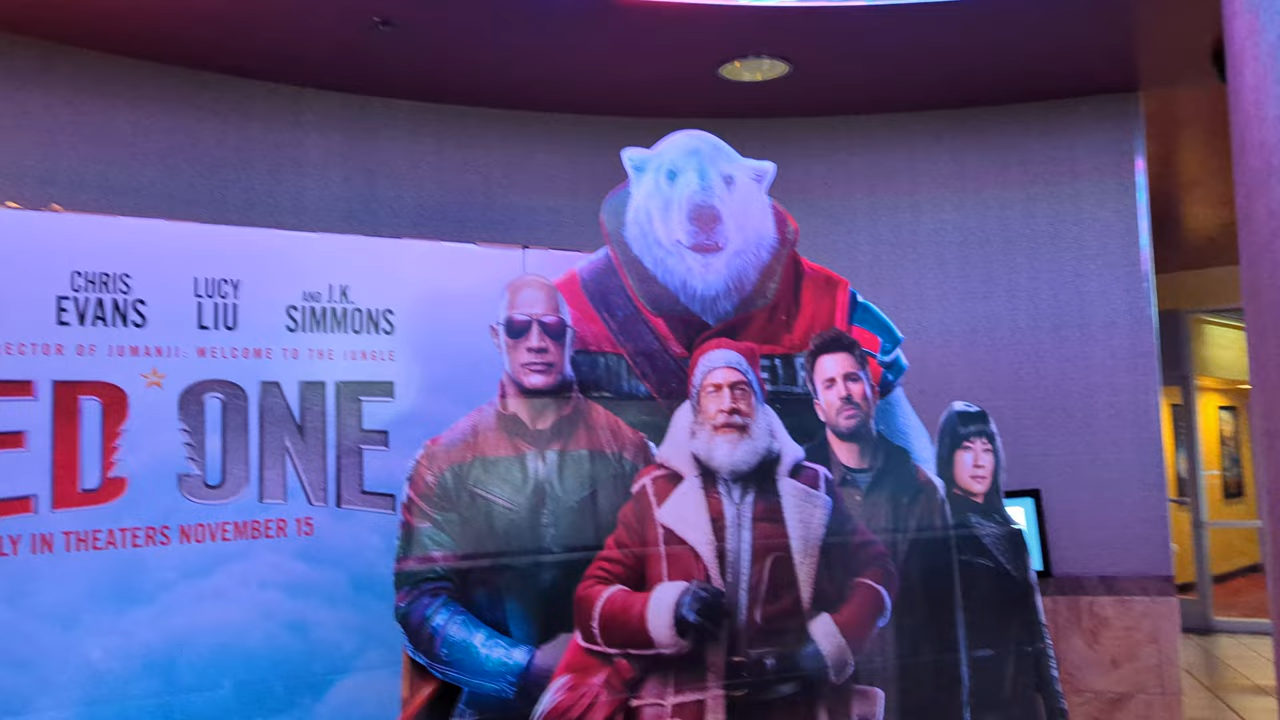 CHRIS EVANS
LUCY LIU
AND J.K. SIMMONS
ECTOR OF JUMANJI: WELCOME TO THE JUNGLE
ED ONE
LY IN THEATERS NOVEMBER 15